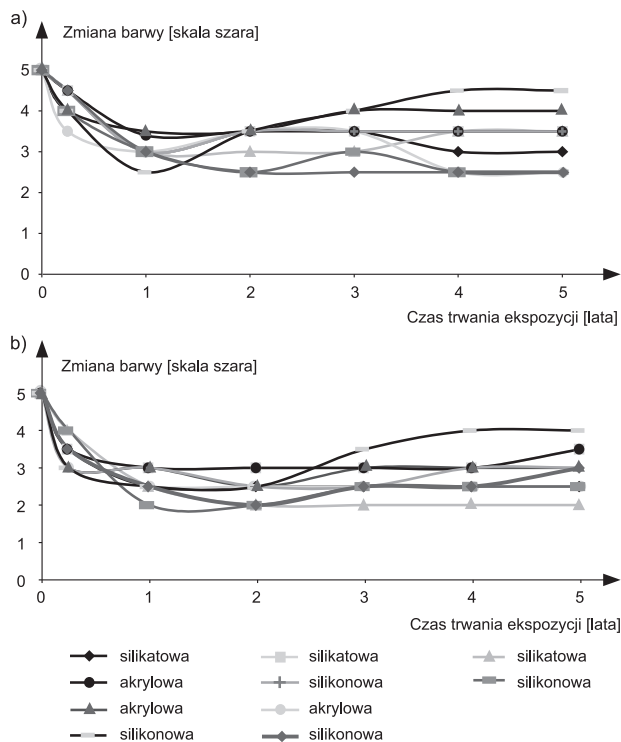 a)
Zmiana barwy [skala szara]
5
4
3
2
1
0
0 1 2 3 4 5
Czas trwania ekspozycji [lata]
b)
Zmiana barwy [skala szara]
5
4
3
2
1
0
0 1 2 3 4 5
Czas trwania ekspozycji [lata]
silikatowa silikatowa silikatowa
akrylowa silikonowa silikonowa
akrylowa akrylowa
silikonowa silikonowa